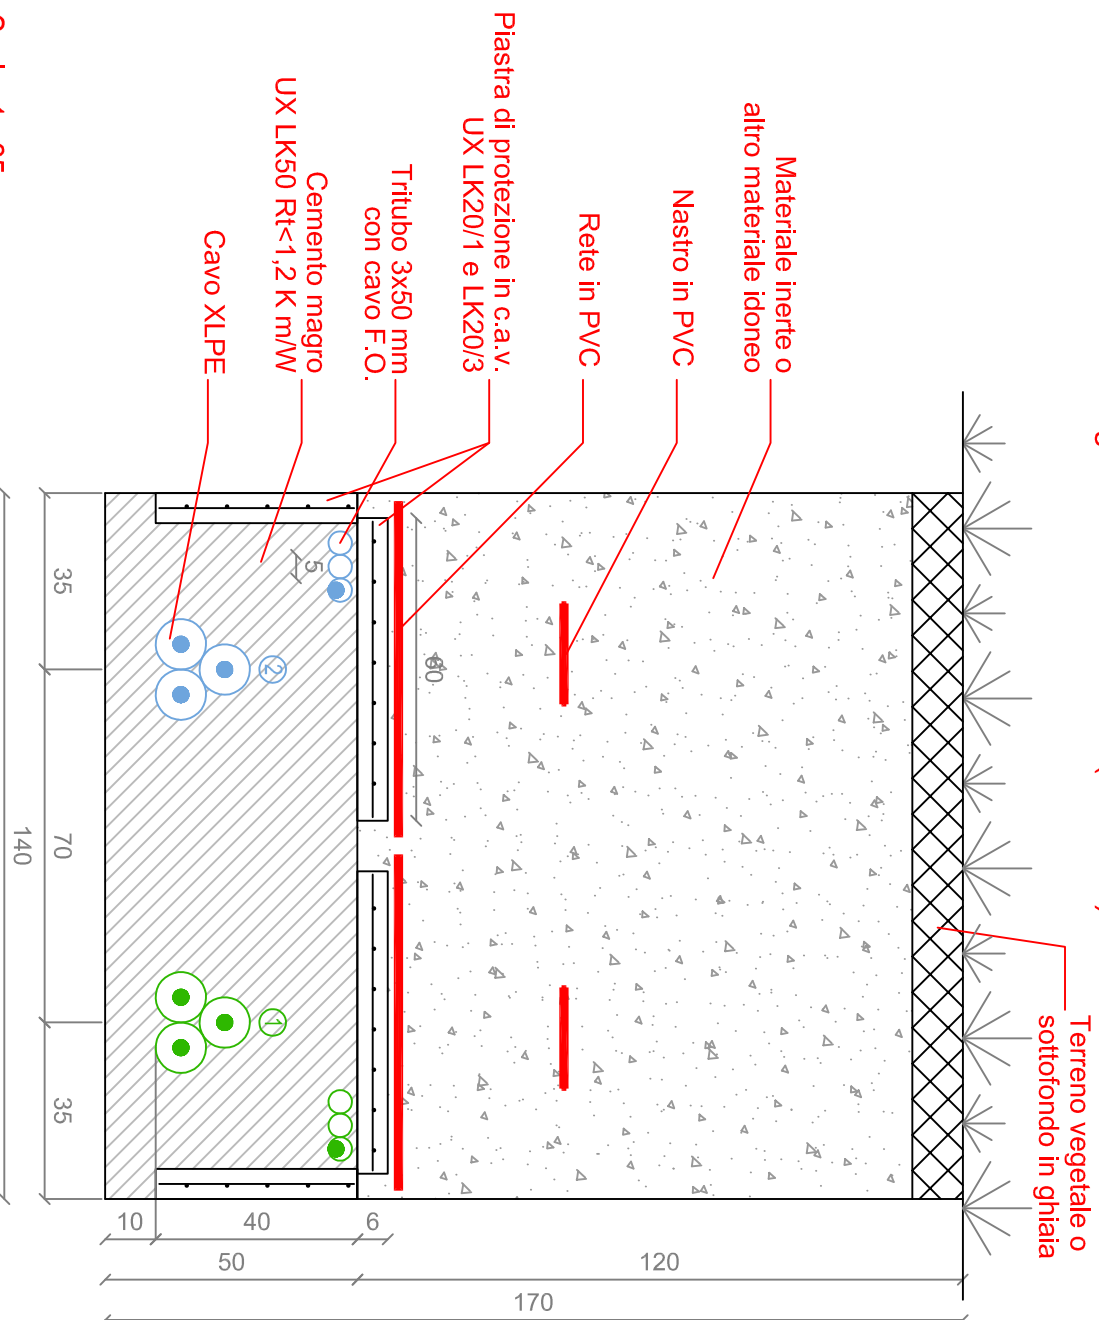 Terreno vegetale o
sottofondo in ghiaia
Materiale inerte o
altro materiale idoneo
Nastro in PVC
Rete in PVC
Piastra di protezione in c.a.v.
UX LK20/1 e LK20/3
Tritubo 3x50 mm
con cavo F.O.
Cemento magro
UX LK50 Rt<1,2 K m/W
Cavo XLPE
60
5
2
1
35
70
35
140
10
40
6
50
120
170